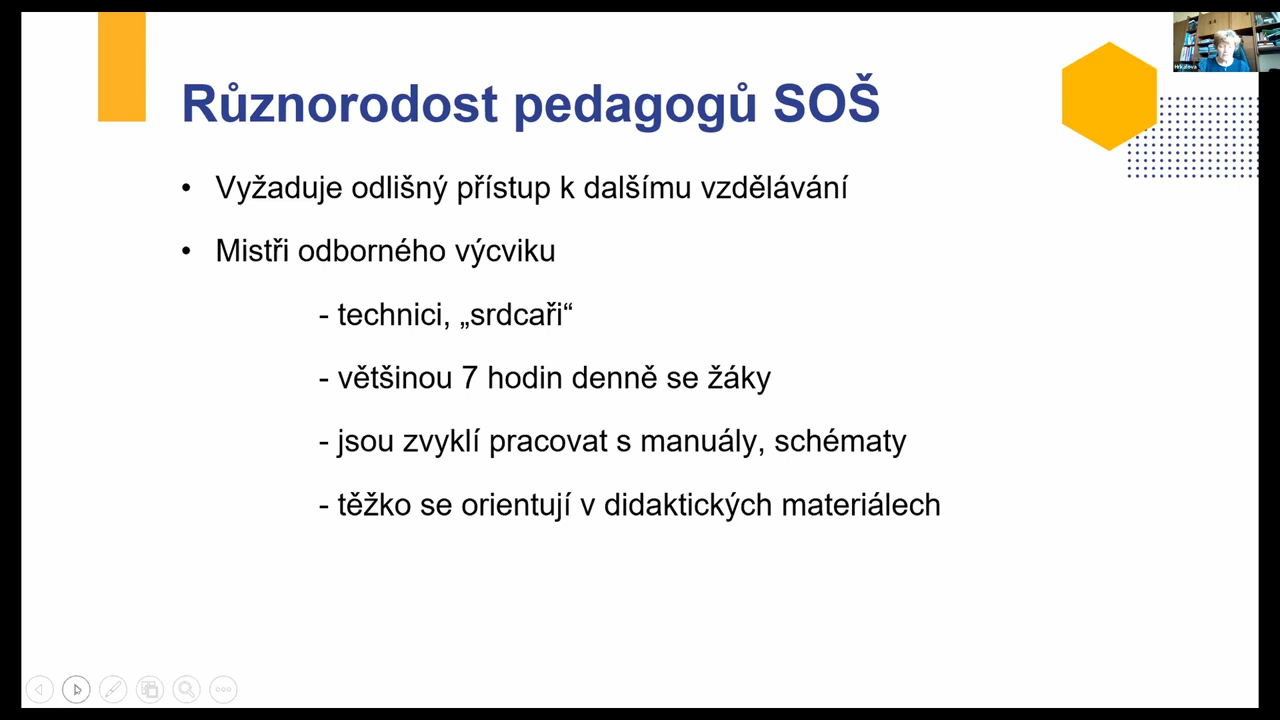 Různorodost pedagogů SOŠ
• Vyžaduje odlišný přístup k dalšímu vzdělávání
• Mistři odborného výcviku
- technici, „srdcaři“
- většinou 7 hodin denně se žáky
- jsou zvyklí pracovat s manuály, schématy
- těžko se orientují v didaktických materiálech